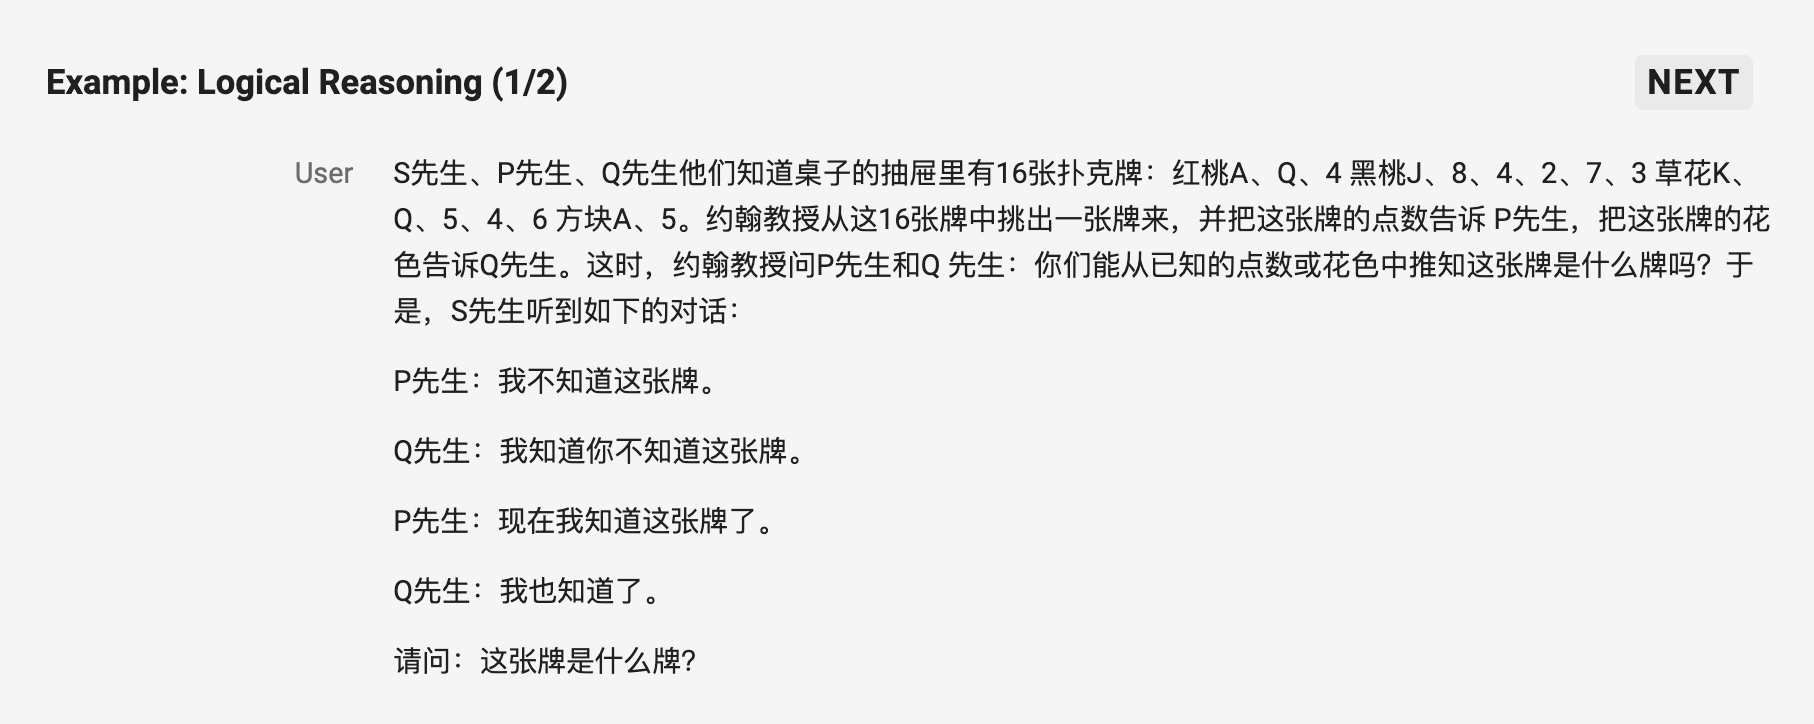 Example: Logical Reasoning (1/2)
NEXT
User
S先生、P先生、Q先生他们知道桌子的抽屉里有16张扑克牌：红桃A、Q、4 黑桃J、8、4、2、7、3 草花K、
Q、5、4、6 方块A、5。约翰教授从这16张牌中挑出一张牌来，并把这张牌的点数告诉 P先生，把这张牌的花
色告诉Q先生。这时，约翰教授问P先生和Q 先生：你们能从已知的点数或花色中推知这张牌是什么牌吗？于
是，S先生听到如下的对话：
P先生：我不知道这张牌。
Q先生：我知道你不知道这张牌。
P先生：现在我知道这张牌了。
Q先生：我也知道了。
请问：这张牌是什么牌?